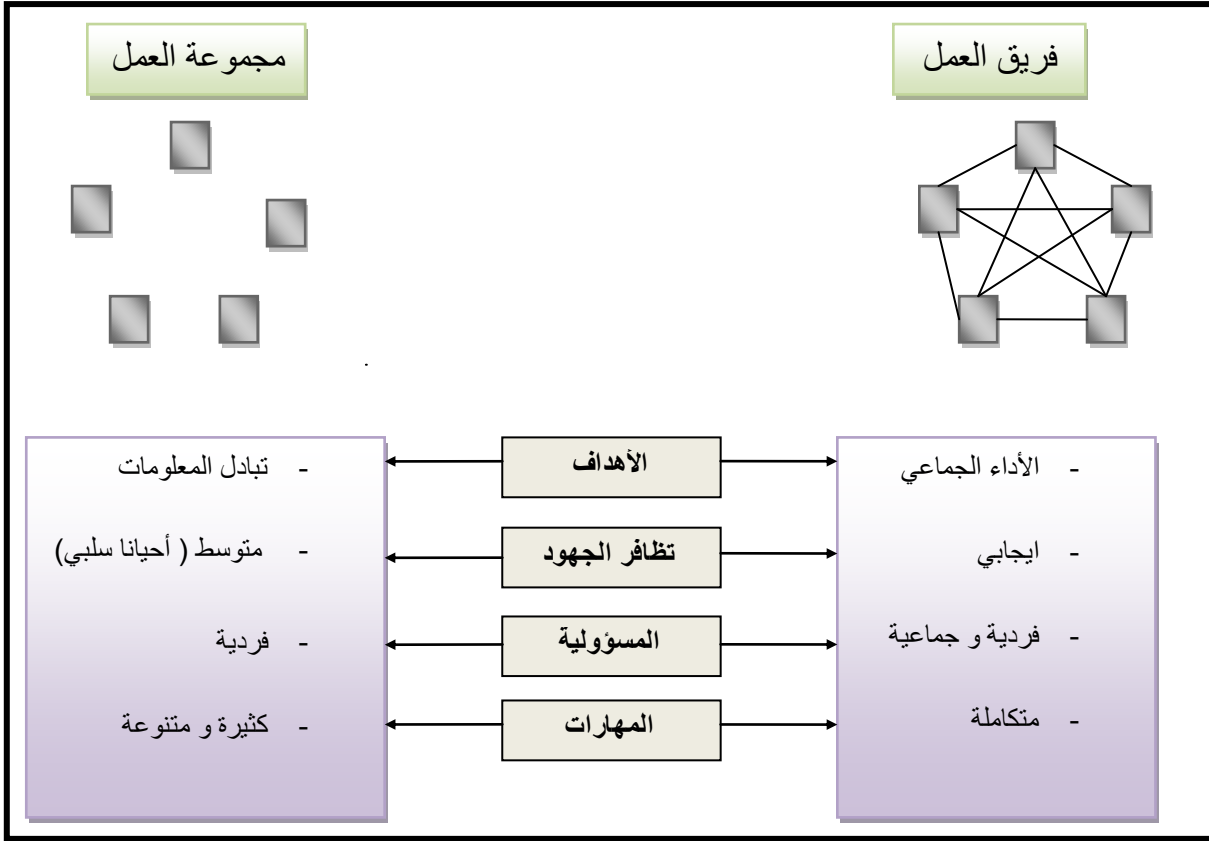 فريق العمل
مجموعة العمل
- الأداء الجماعي
الأهداف
- تبادل المعلومات
- ايجابي
تظافر الجهود
- متوسط ( أحيانا سلبي)
- فردية و جماعية
المسؤولية
- فردية
- متكاملة
المهارات
- كثيرة و متنوعة